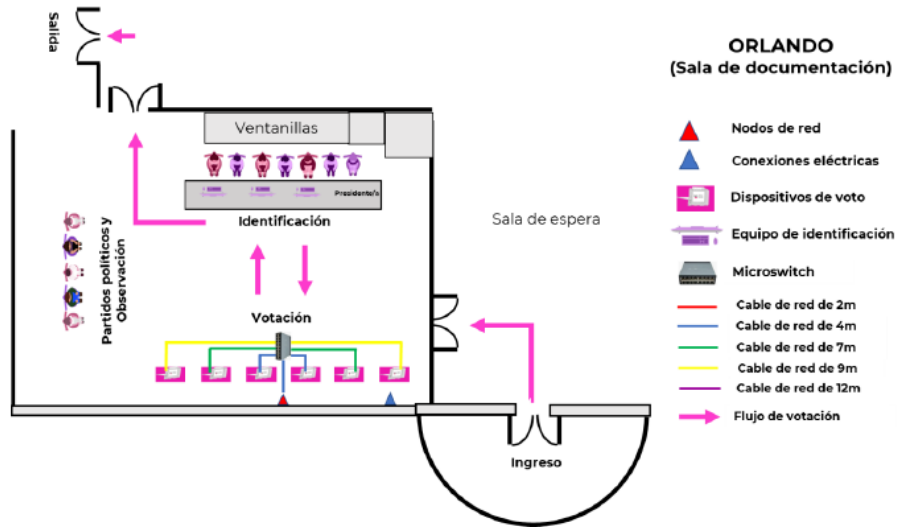 Salida
ORLANDO
(Sala de documentación)
Ventanillas
Nodos de red
Conexiones eléctricas
Presidente/a
Dispositivos de voto
Identificación
Sala de espera
Equipo de identificación
Partidos políticos y
Observación
Microswitch
Votación
Cable de red de 2m
Cable de red de 4m
Cable de red de 7m
Cable de red de 9m
Cable de red de 12m
Flujo de votación
Ingreso